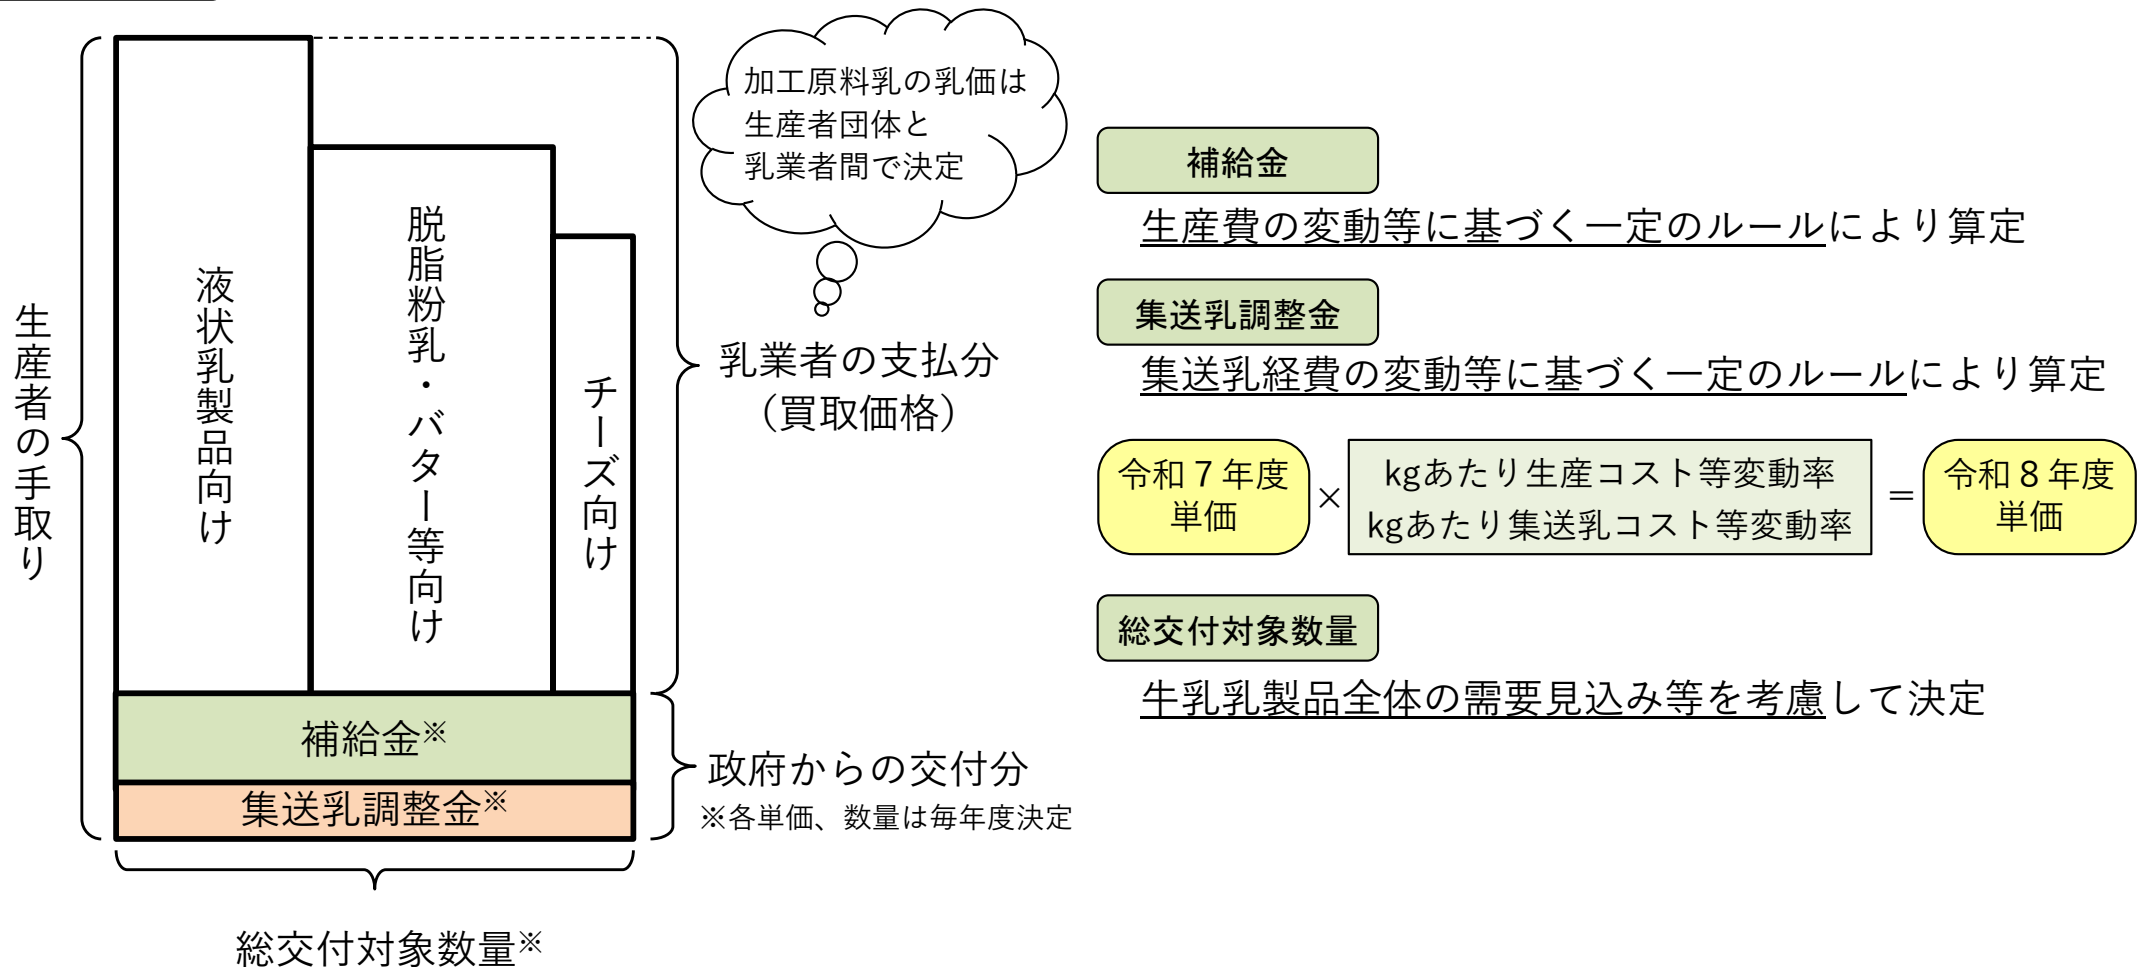 生産者の手取り
液状乳製品向け
脱脂粉乳・バター等向け
チーズ向け
補給金※
集送乳調整金※
総交付対象数量※
加工原料乳の乳価は
生産者団体と
乳業者間で決定
乳業者の支払分
（買取価格）
政府からの交付分
※各単価、数量は毎年度決定
補給金
生産費の変動等に基づく一定のルールにより算定
集送乳調整金
集送乳経費の変動等に基づく一定のルールにより算定
令和７年度
単価
×
kgあたり生産コスト等変動率
kgあたり集送乳コスト等変動率
＝
令和８年度
単価
総交付対象数量
牛乳乳製品全体の需要見込み等を考慮して決定